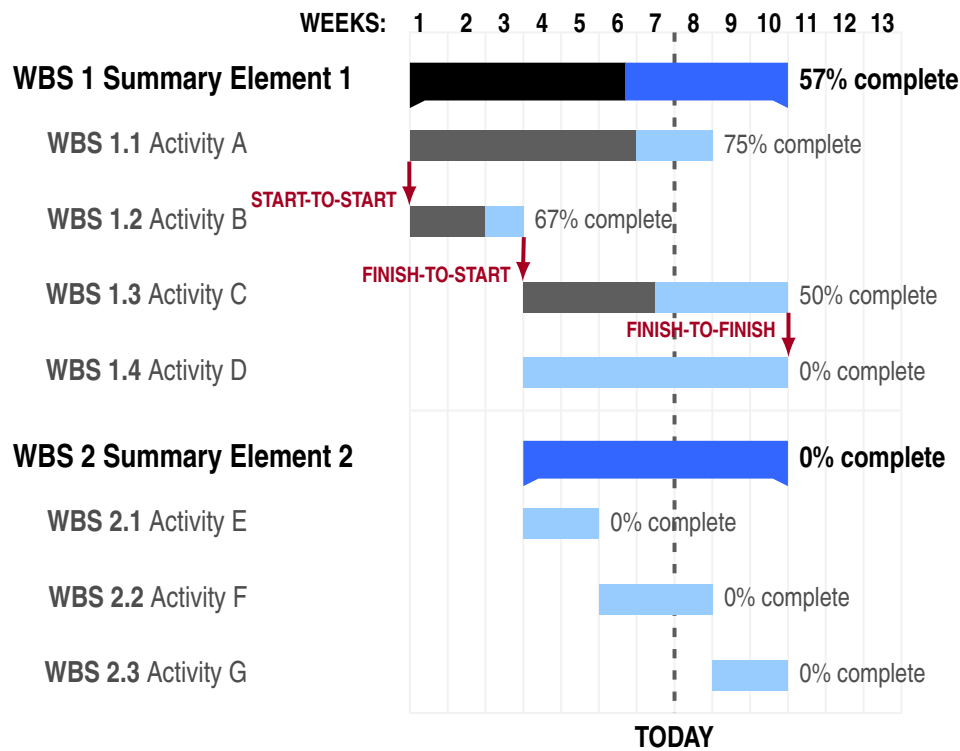 WEEKS: 1 2 3 4 5 6 7 8 9 10 11 12 13
WBS 1 Summary Element 1 57% complete
WBS 1.1 Activity A 75% complete
START-TO-START
WBS 1.2 Activity B 67% complete
FINISH-TO-START
WBS 1.3 Activity C 50% complete
FINISH-TO-FINISH
WBS 1.4 Activity D 0% complete
WBS 2 Summary Element 2 0% complete
WBS 2.1 Activity E 0% complete
WBS 2.2 Activity F 0% complete
WBS 2.3 Activity G 0% complete
TODAY